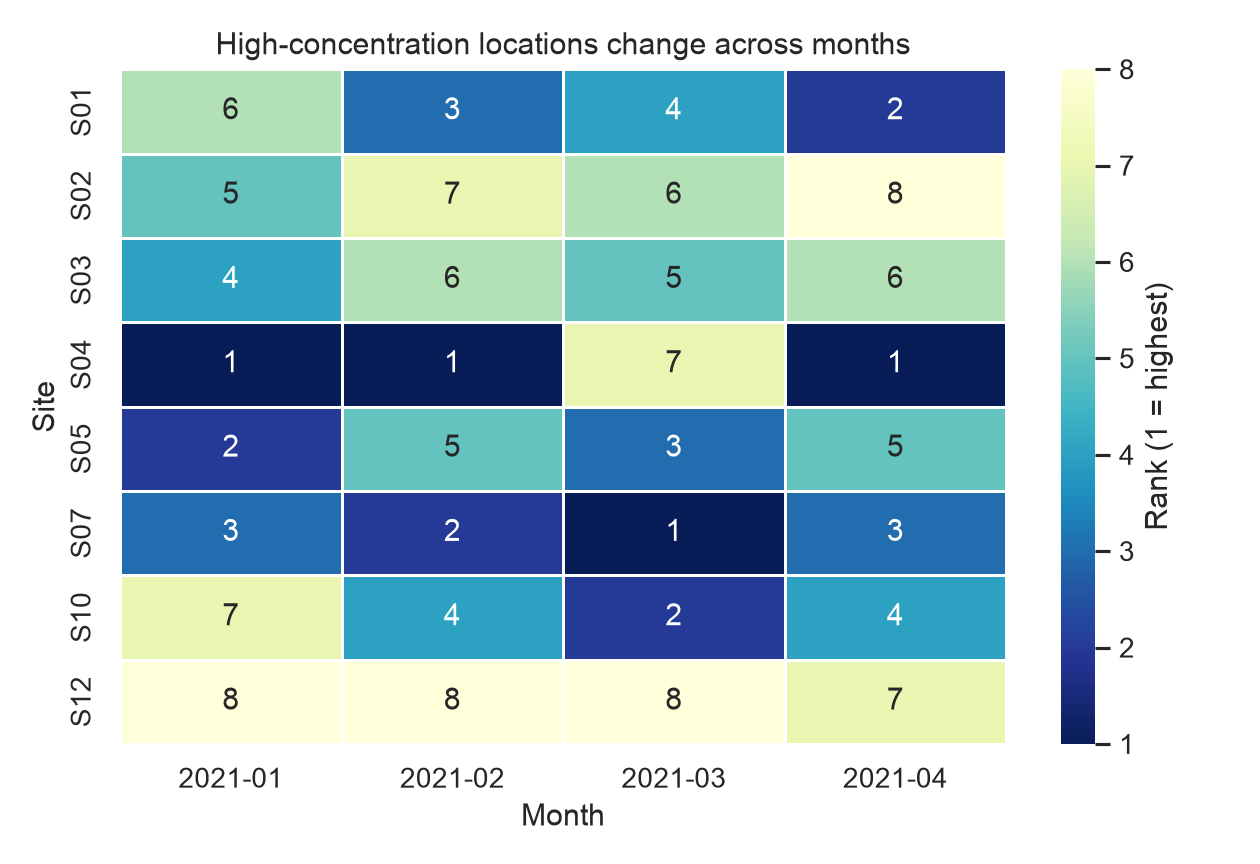 High-concentration locations change across months
S01 6 3 4 2
S02 5 7 6 8
S03 4 6 5 6
S04 1 1 7 1
S05 2 5 3 5
S07 3 2 1 3
S10 7 4 2 4
S12 8 8 8 7
2021-01 2021-02 2021-03 2021-04
Month
Site
8
7
6
5
4
3
2
1
Rank (1 = highest)